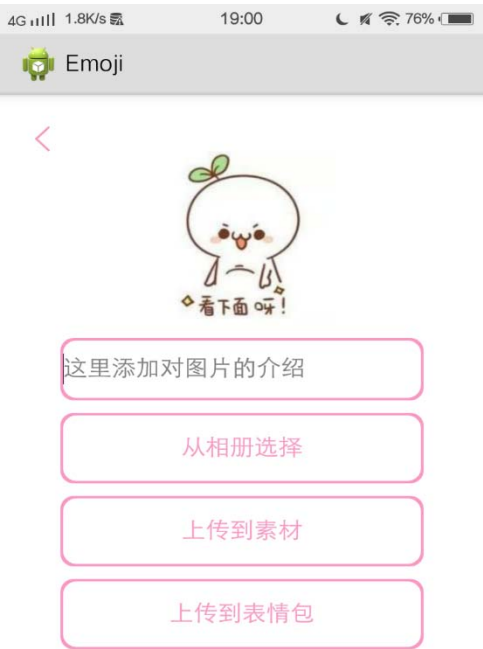 4G 1.8K/s 19:00 76%
Emoji
看下面呀!
这里添加对图片的介绍
从相册选择
上传到素材
上传到表情包